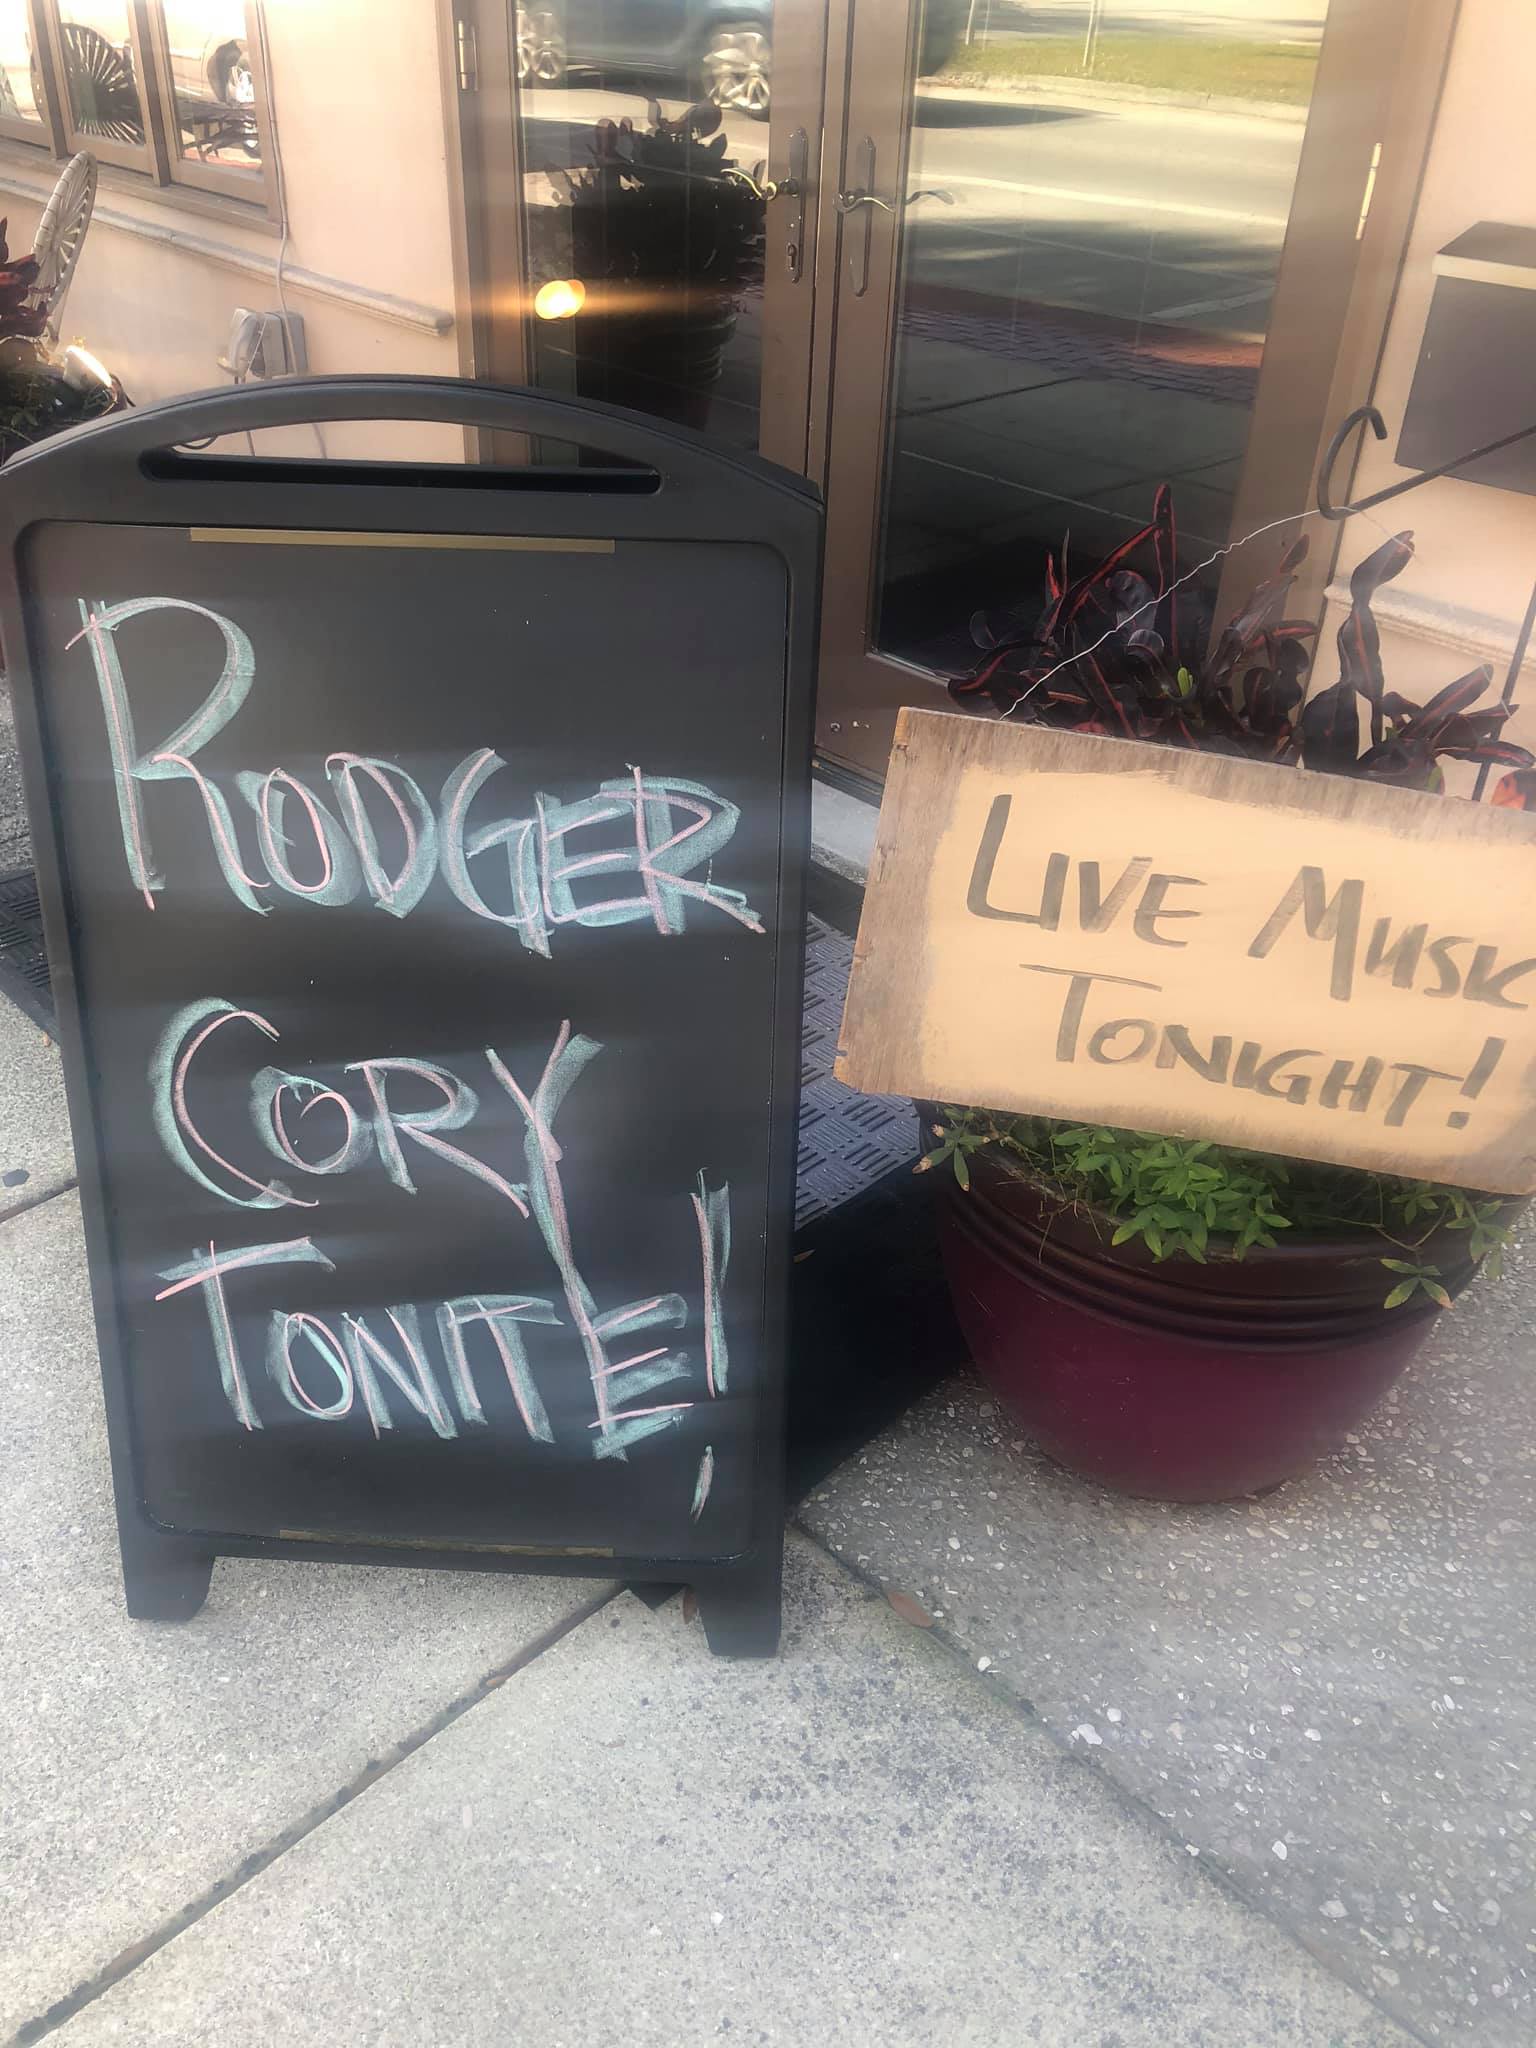 RODGER
CORY
TONITE!
LIVE MUSIC
TONIGHT!